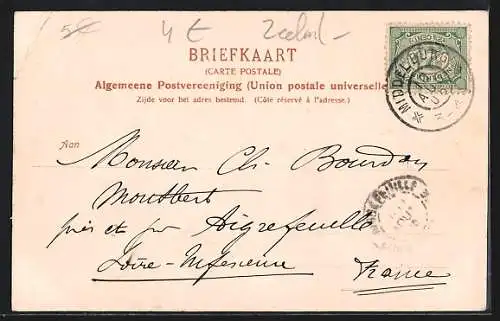 5€ 4 € Zeeland
BRIEFKAART
(CARTE POSTALE)
Algemeene Postvereeniging (Union postale universelle)
Zijde voor het adres bestemd. (Côté réservé à l'adresse.)
MIDDELBURG
Aan
Monsieur Ch. Bourdon
Montbert
près et par Aigrefeuille
Loire-Inférieure
France